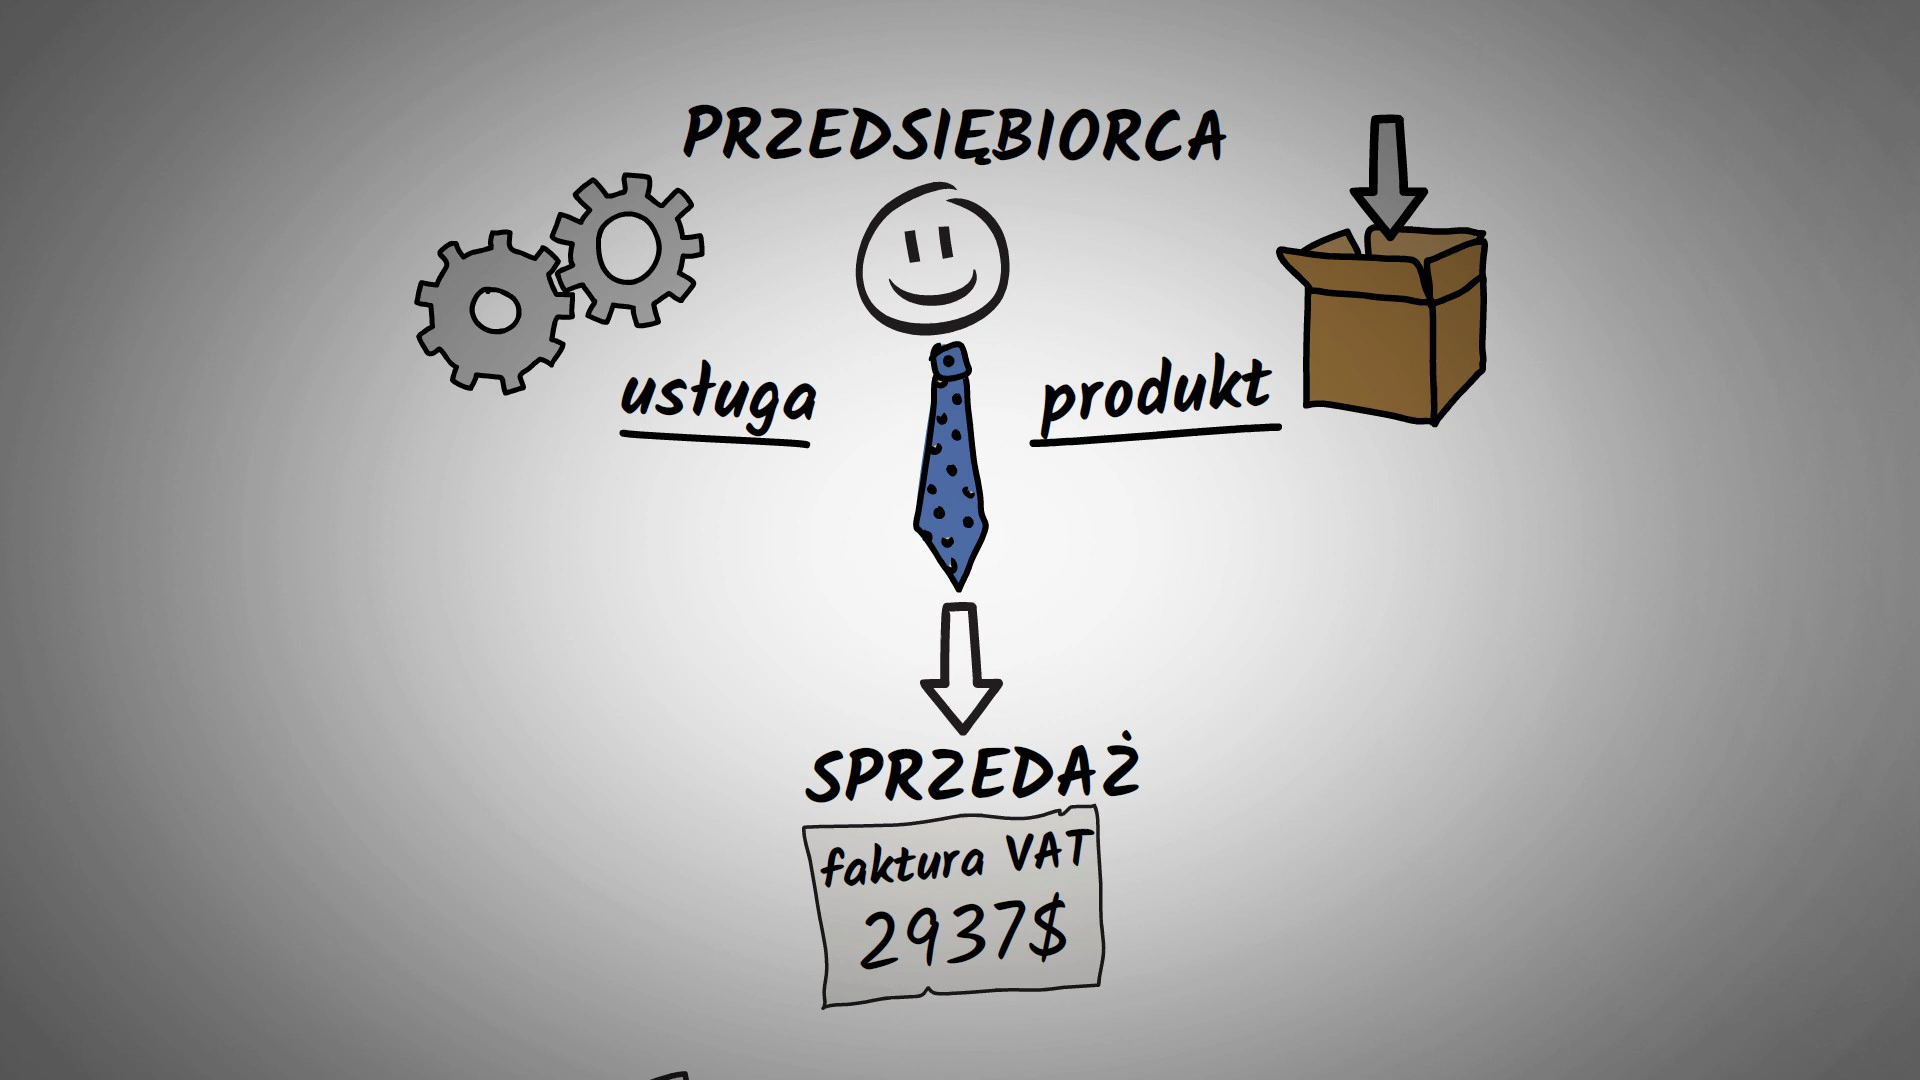 PRZEDSIĘBIORCA
usługa
produkt
SPRZEDAŻ
faktura VAT
2937$